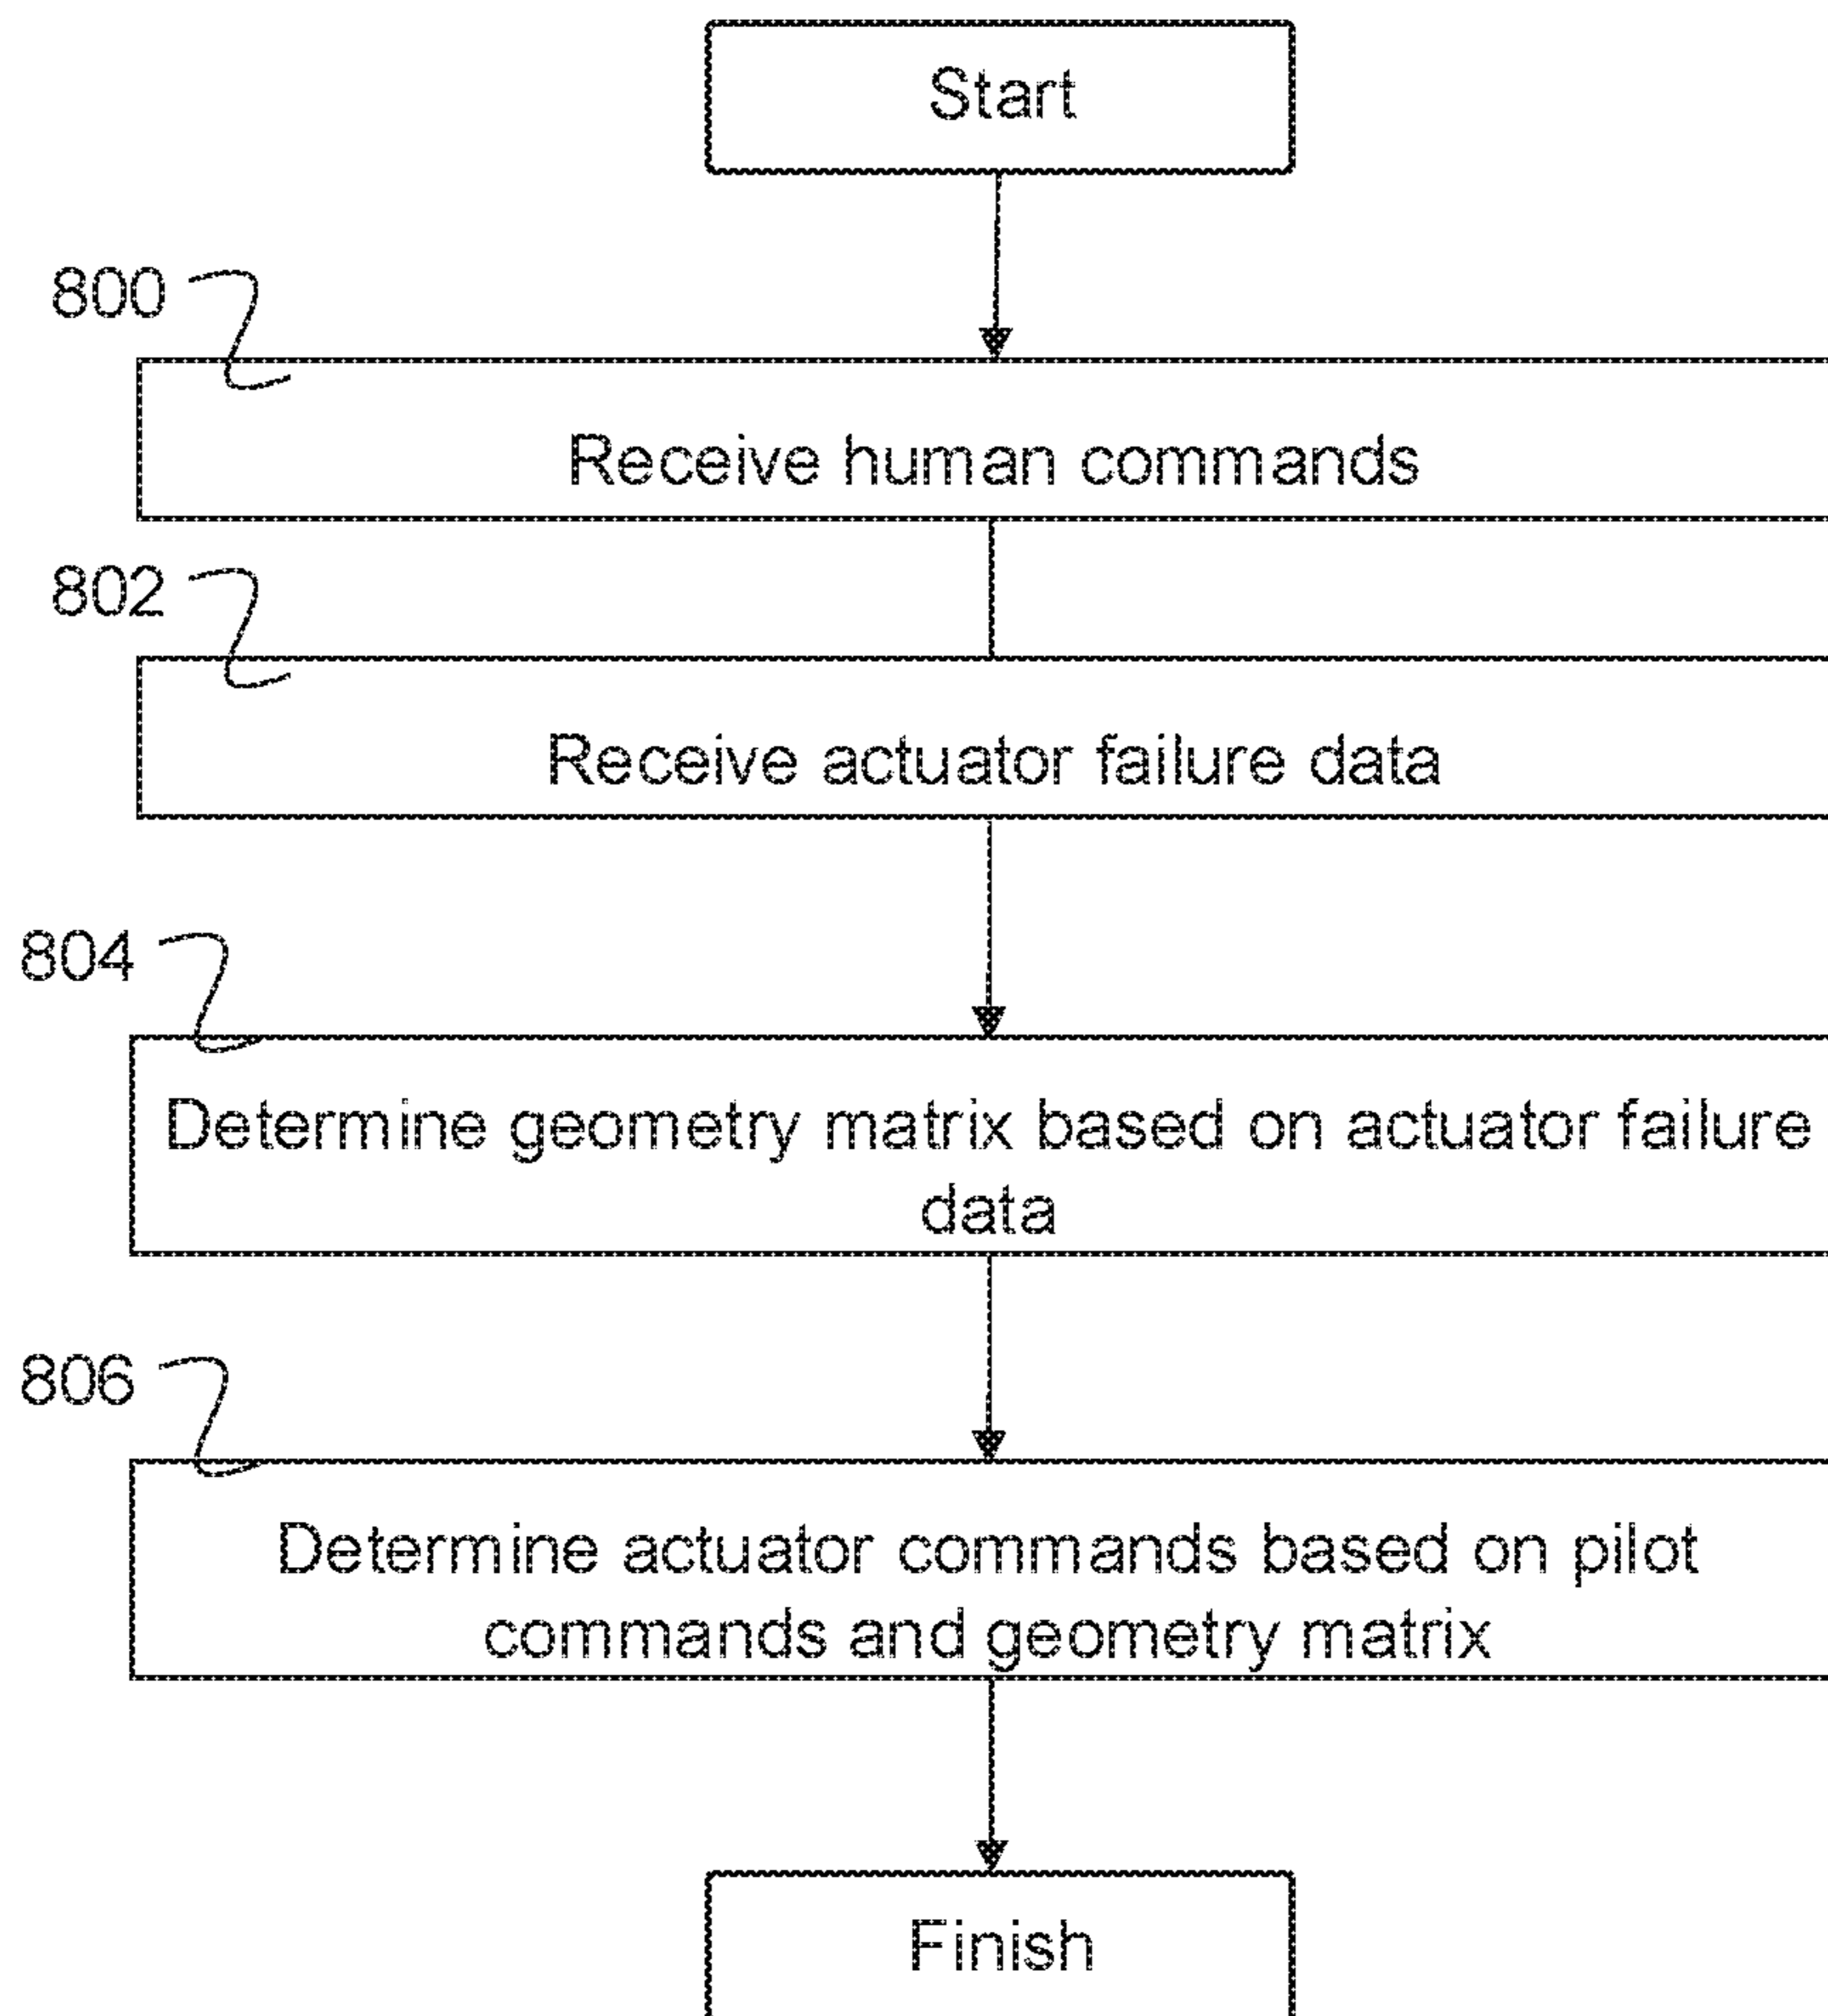 Start
800
Receive human commands
802
Receive actuator failure data
804
Determine geometry matrix based on actuator failure
data
806
Determine actuator commands based on pilot
commands and geometry matrix
Finish